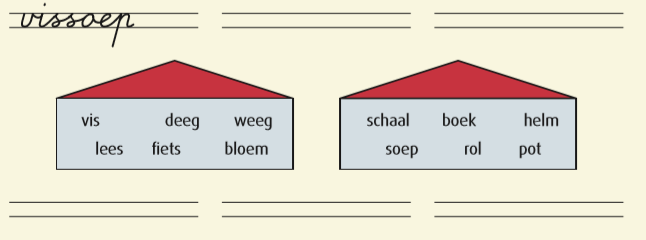 vissoep
vis deeg weeg
lees fiets bloem
schaal boek helm
soep rol pot